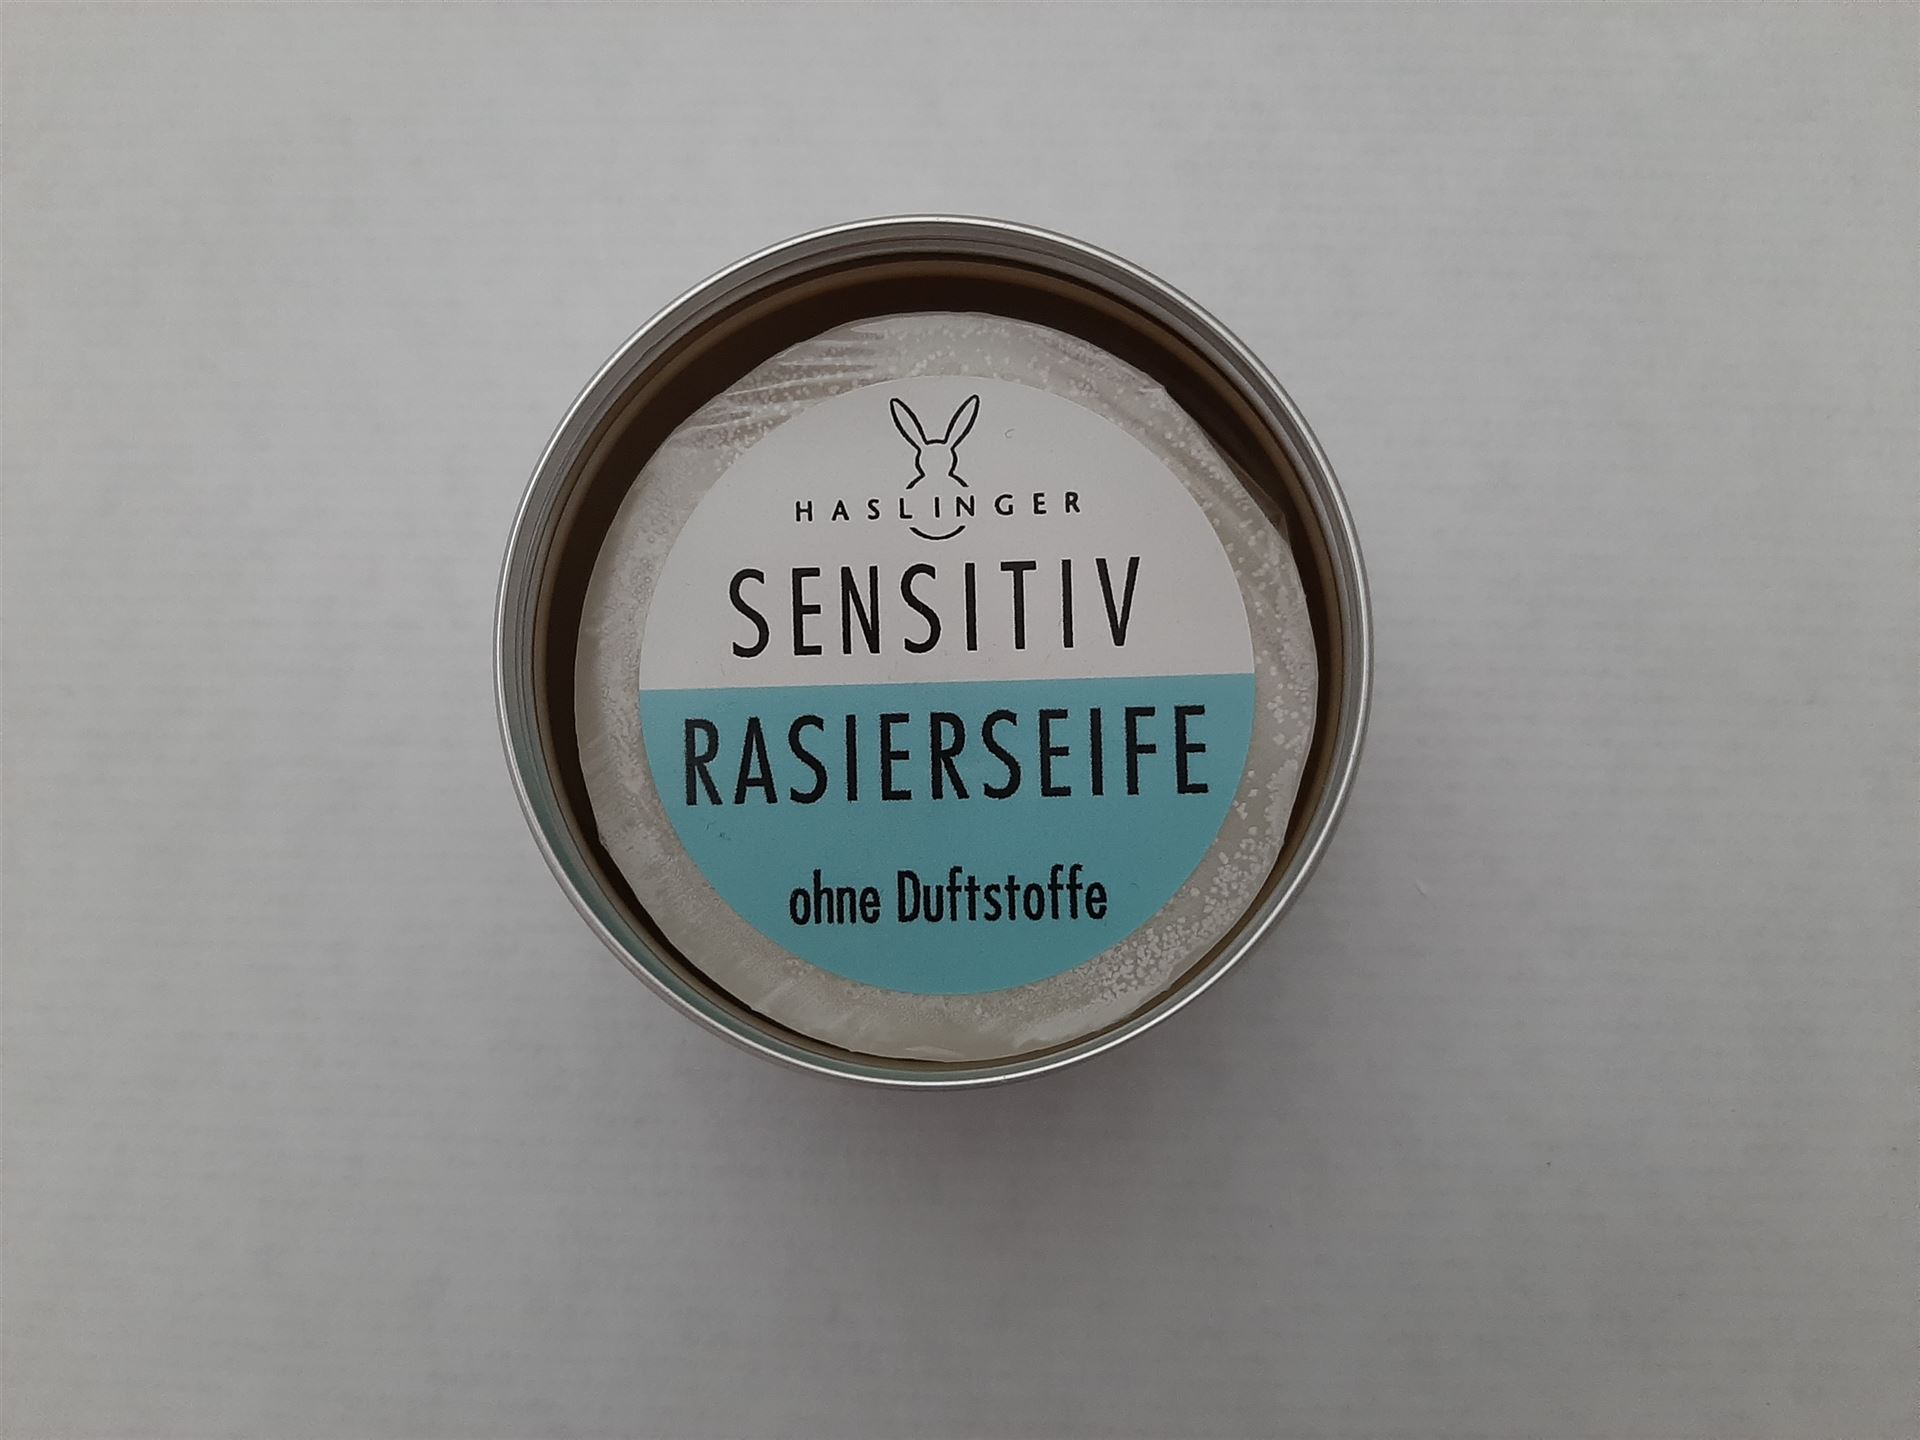 HASLINGER
SENSITIV
RASIERSEIFE
ohne Duftstoffe